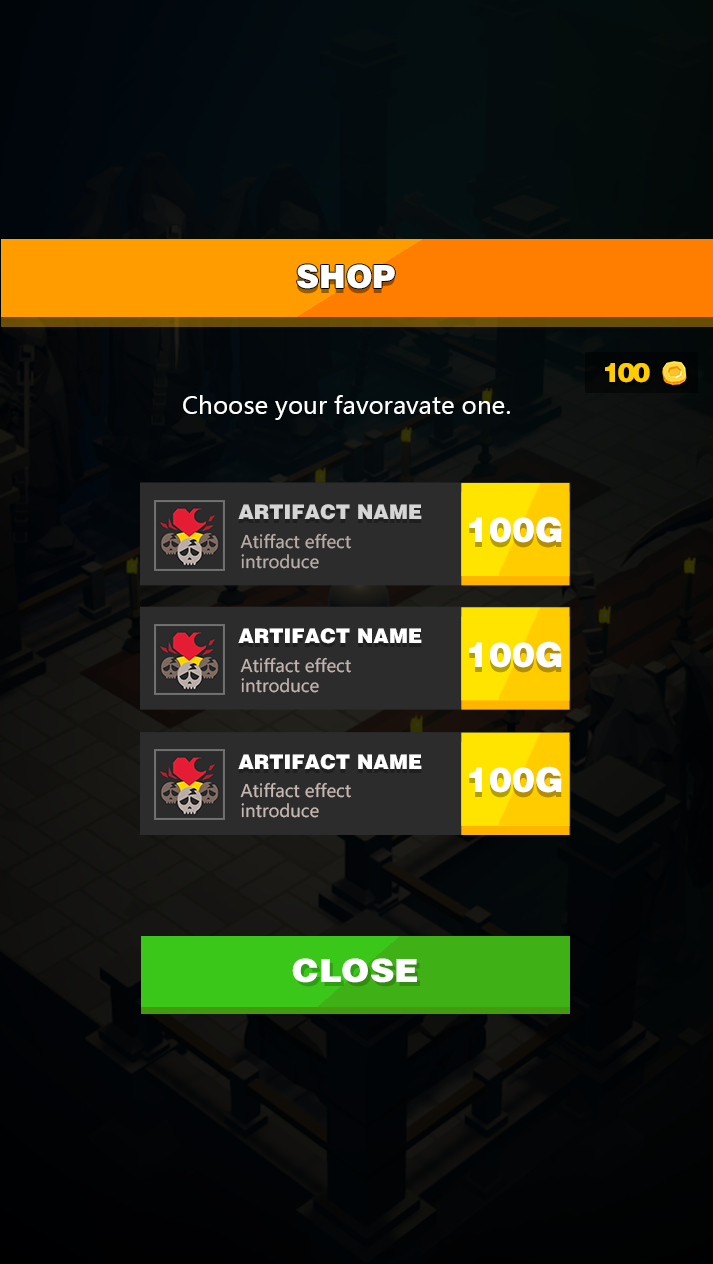 SHOP
100
Choose your favoravate one.
ARTIFACT NAME
Atiffact effect
introduce
100G
ARTIFACT NAME
Atiffact effect
introduce
100G
ARTIFACT NAME
Atiffact effect
introduce
100G
CLOSE